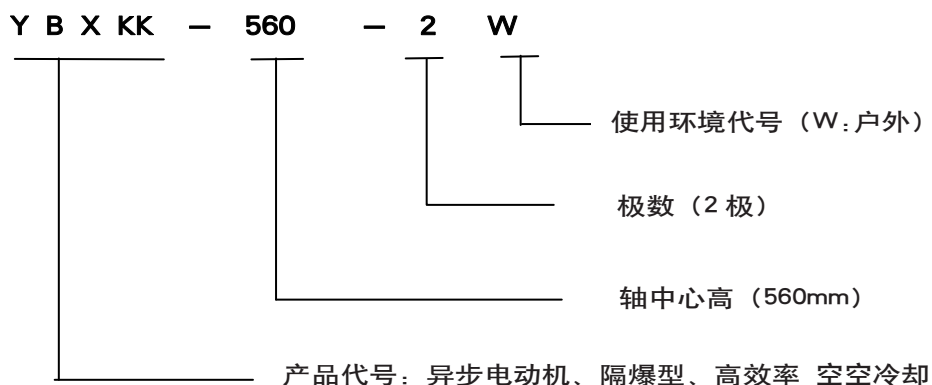 Y B X KK — 560 — 2 W
使用环境代号（W:户外）
极数（2 极）
轴中心高（560mm）
产品代号：异步电动机、隔爆型、高效率 空空冷却